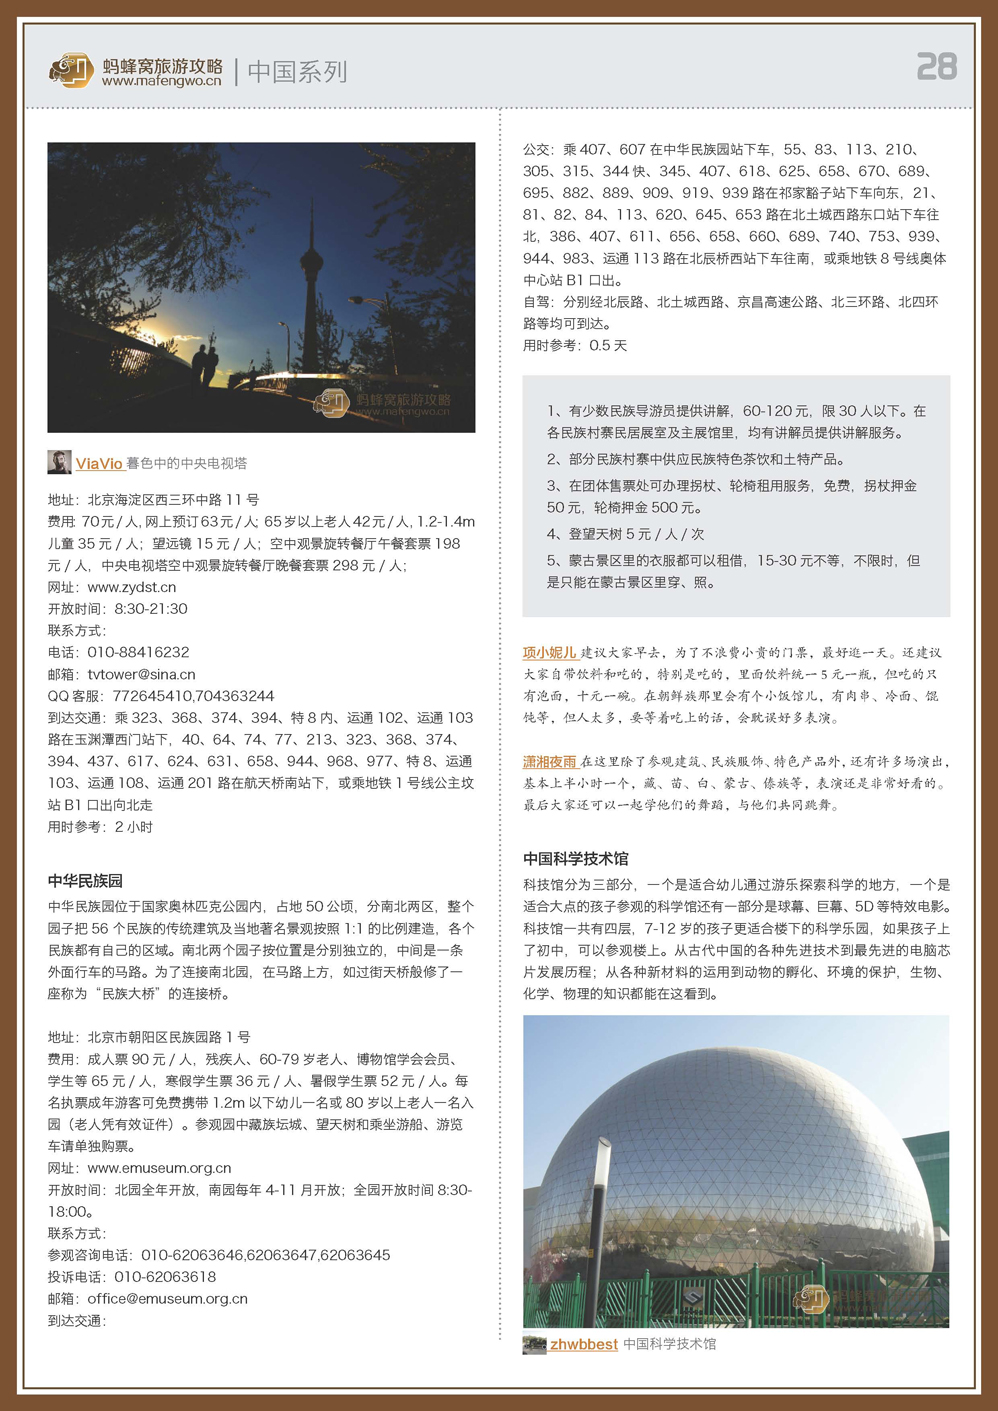 蚂蜂窝旅游攻略
www.mafengwo.cn
中国系列
28
蚂蜂窝旅游攻略
www.mafengwo.cn
ViaVio 暮色中的中央电视塔
地址：北京海淀区西三环中路 11 号
费用：70元/人，网上预订63元/人；65岁以上老人42元/人，1.2-1.4m
儿童 35 元 / 人；望远镜 15 元 / 人；空中观景旋转餐厅午餐套票 198
元 / 人，中央电视塔空中观景旋转餐厅晚餐套票 298 元 / 人；
网址：www.zydst.cn
开放时间：8:30-21:30
联系方式：
电话：010-88416232
邮箱：tvtower@sina.cn
QQ 客服：772645410,704363244
到达交通：乘 323、368、374、394、特 8 内、运通 102、运通 103
路在玉渊潭西门站下，40、64、74、77、213、323、368、374、
394、437、617、624、631、658、944、968、977、特 8、运通
103、运通 108、运通 201 路在航天桥南站下，或乘地铁 1 号线公主坟
站 B1 口出向北走
用时参考：2 小时
中华民族园
中华民族园位于国家奥林匹克公园内，占地 50 公顷，分南北两区，整个
园子把 56 个民族的传统建筑及当地著名景观按照 1:1 的比例建造，各个
民族都有自己的区域。南北两个园子按位置是分别独立的，中间是一条
外面行车的马路。为了连接南北园，在马路上方，如过街天桥般修了一
座称为“民族大桥”的连接桥。
地址：北京市朝阳区民族园路 1 号
费用：成人票 90 元 / 人，残疾人、60-79 岁老人、博物馆学会会员、
学生等 65 元 / 人，寒假学生票 36 元 / 人、暑假学生票 52 元 / 人。每
名执票成年游客可免费携带 1.2m 以下幼儿一名或 80 岁以上老人一名入
园（老人凭有效证件）。参观园中藏族坛城、望天树和乘坐游船、游览
车请单独购票。
网址：www.emuseum.org.cn
开放时间：北园全年开放，南园每年 4-11 月开放；全园开放时间 8:30-
18:00。
联系方式：
参观咨询电话：010-62063646,62063647,62063645
投诉电话：010-62063618
邮箱：office@emuseum.org.cn
到达交通：
公交：乘 407、607 在中华民族园站下车，55、83、113、210、
305、315、344 快、345、407、618、625、658、670、689、
695、882、889、909、919、939 路在祁家豁子站下车向东，21、
81、82、84、113、620、645、653 路在北土城西路东口站下车往
北，386、407、611、656、658、660、689、740、753、939、
944、983、运通 113 路在北辰桥西站下车往南，或乘地铁 8 号线奥体
中心站 B1 口出。
自驾：分别经北辰路、北土城西路、京昌高速公路、北三环路、北四环
路等均可到达。
用时参考：0.5 天
1、有少数民族导游员提供讲解，60-120 元，限 30 人以下。在
各民族村寨民居展室及主展馆里，均有讲解员提供讲解服务。
2、部分民族村寨中供应民族特色茶饮和土特产品。
3、在团体售票处可办理拐杖、轮椅租用服务，免费，拐杖押金
50 元，轮椅押金 500 元。
4、登望天树 5 元 / 人 / 次
5、蒙古景区里的衣服都可以租借，15-30 元不等，不限时，但
是只能在蒙古景区里穿、照。
项小妮儿 建议大家早去，为了不浪费小贵的门票，最好逛一天。还建议
大家自带饮料和吃的，特别是吃的，里面饮料统一 5 元一瓶，但吃的只
有泡面，十元一碗。在朝鲜族那里会有个小饭馆儿，有肉串、冷面、馄
饨等，但人太多，要等着吃上的话，会耽误好多表演。
潇湘夜雨 在这里除了参观建筑、民族服饰、特色产品外，还有许多场演出，
基本上半小时一个，藏、苗、白、蒙古、傣族等，表演还是非常好看的。
最后大家还可以一起学他们的舞蹈，与他们共同跳舞。
中国科学技术馆
科技馆分为三部分，一个是适合幼儿通过游乐探索科学的地方，一个是
适合大点的孩子参观的科学馆还有一部分是球幕、巨幕、5D 等特效电影。
科技馆一共有四层，7-12 岁的孩子更适合楼下的科学乐园，如果孩子上
了初中，可以参观楼上。从古代中国的各种先进技术到最先进的电脑芯
片发展历程；从各种新材料的运用到动物的孵化、环境的保护，生物、
化学、物理的知识都能在这看到。
zhwbbest 中国科学技术馆